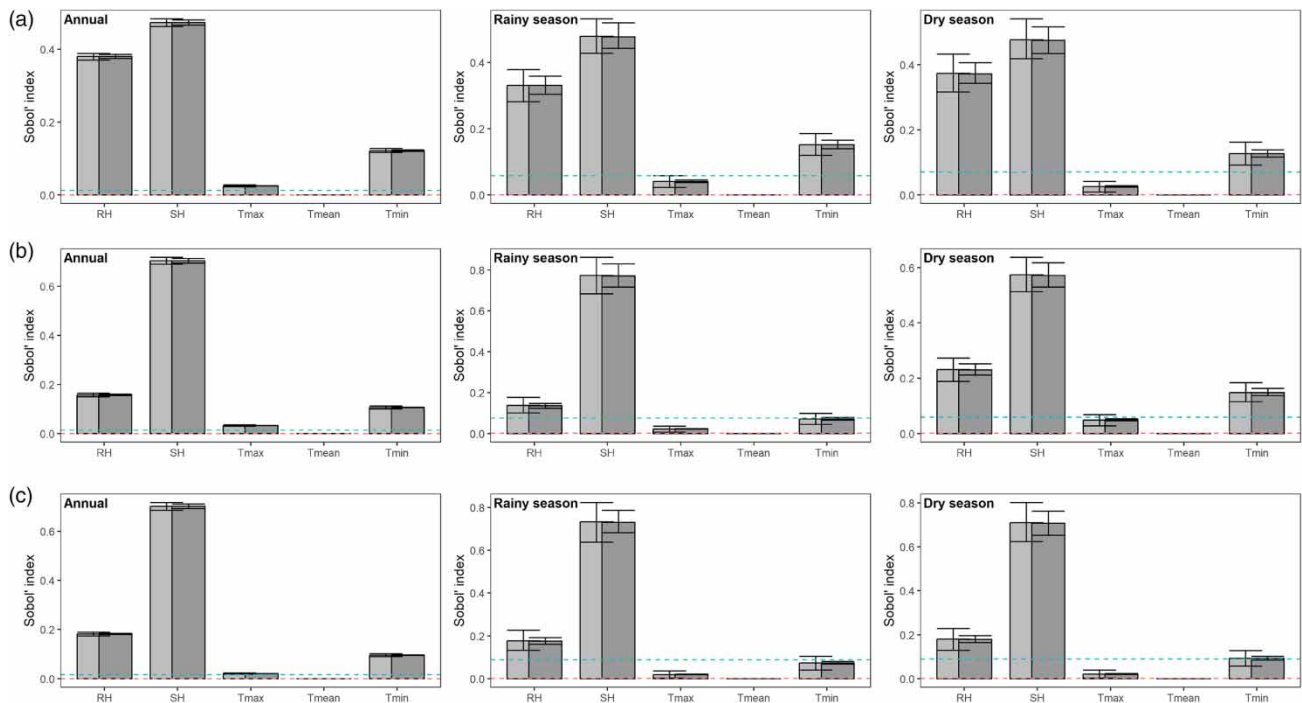 (a)
Annual
Sobol' index
0.4
0.2
0.0
RH SH Tmax Tmean Tmin
Rainy season
Sobol' index
0.4
0.2
0.0
RH SH Tmax Tmean Tmin
Dry season
Sobol' index
0.4
0.2
0.0
RH SH Tmax Tmean Tmin
(b)
Annual
Sobol' index
0.6
0.4
0.2
0.0
RH SH Tmax Tmean Tmin
Rainy season
Sobol' index
0.8
0.6
0.4
0.2
0.0
RH SH Tmax Tmean Tmin
Dry season
Sobol' index
0.6
0.4
0.2
0.0
RH SH Tmax Tmean Tmin
(c)
Annual
Sobol' index
0.6
0.4
0.2
0.0
RH SH Tmax Tmean Tmin
Rainy season
Sobol' index
0.8
0.6
0.4
0.2
0.0
RH SH Tmax Tmean Tmin
Dry season
Sobol' index
0.8
0.6
0.4
0.2
0.0
RH SH Tmax Tmean Tmin